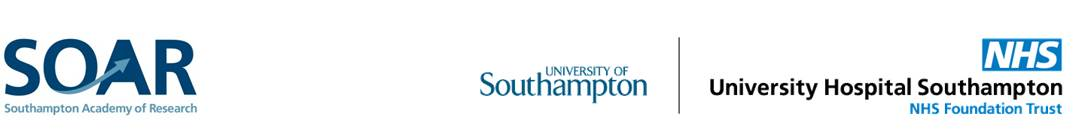 SOAR
Southampton Academy of Research
UNIVERSITY OF
Southampton
NHS
University Hospital Southampton
NHS Foundation Trust